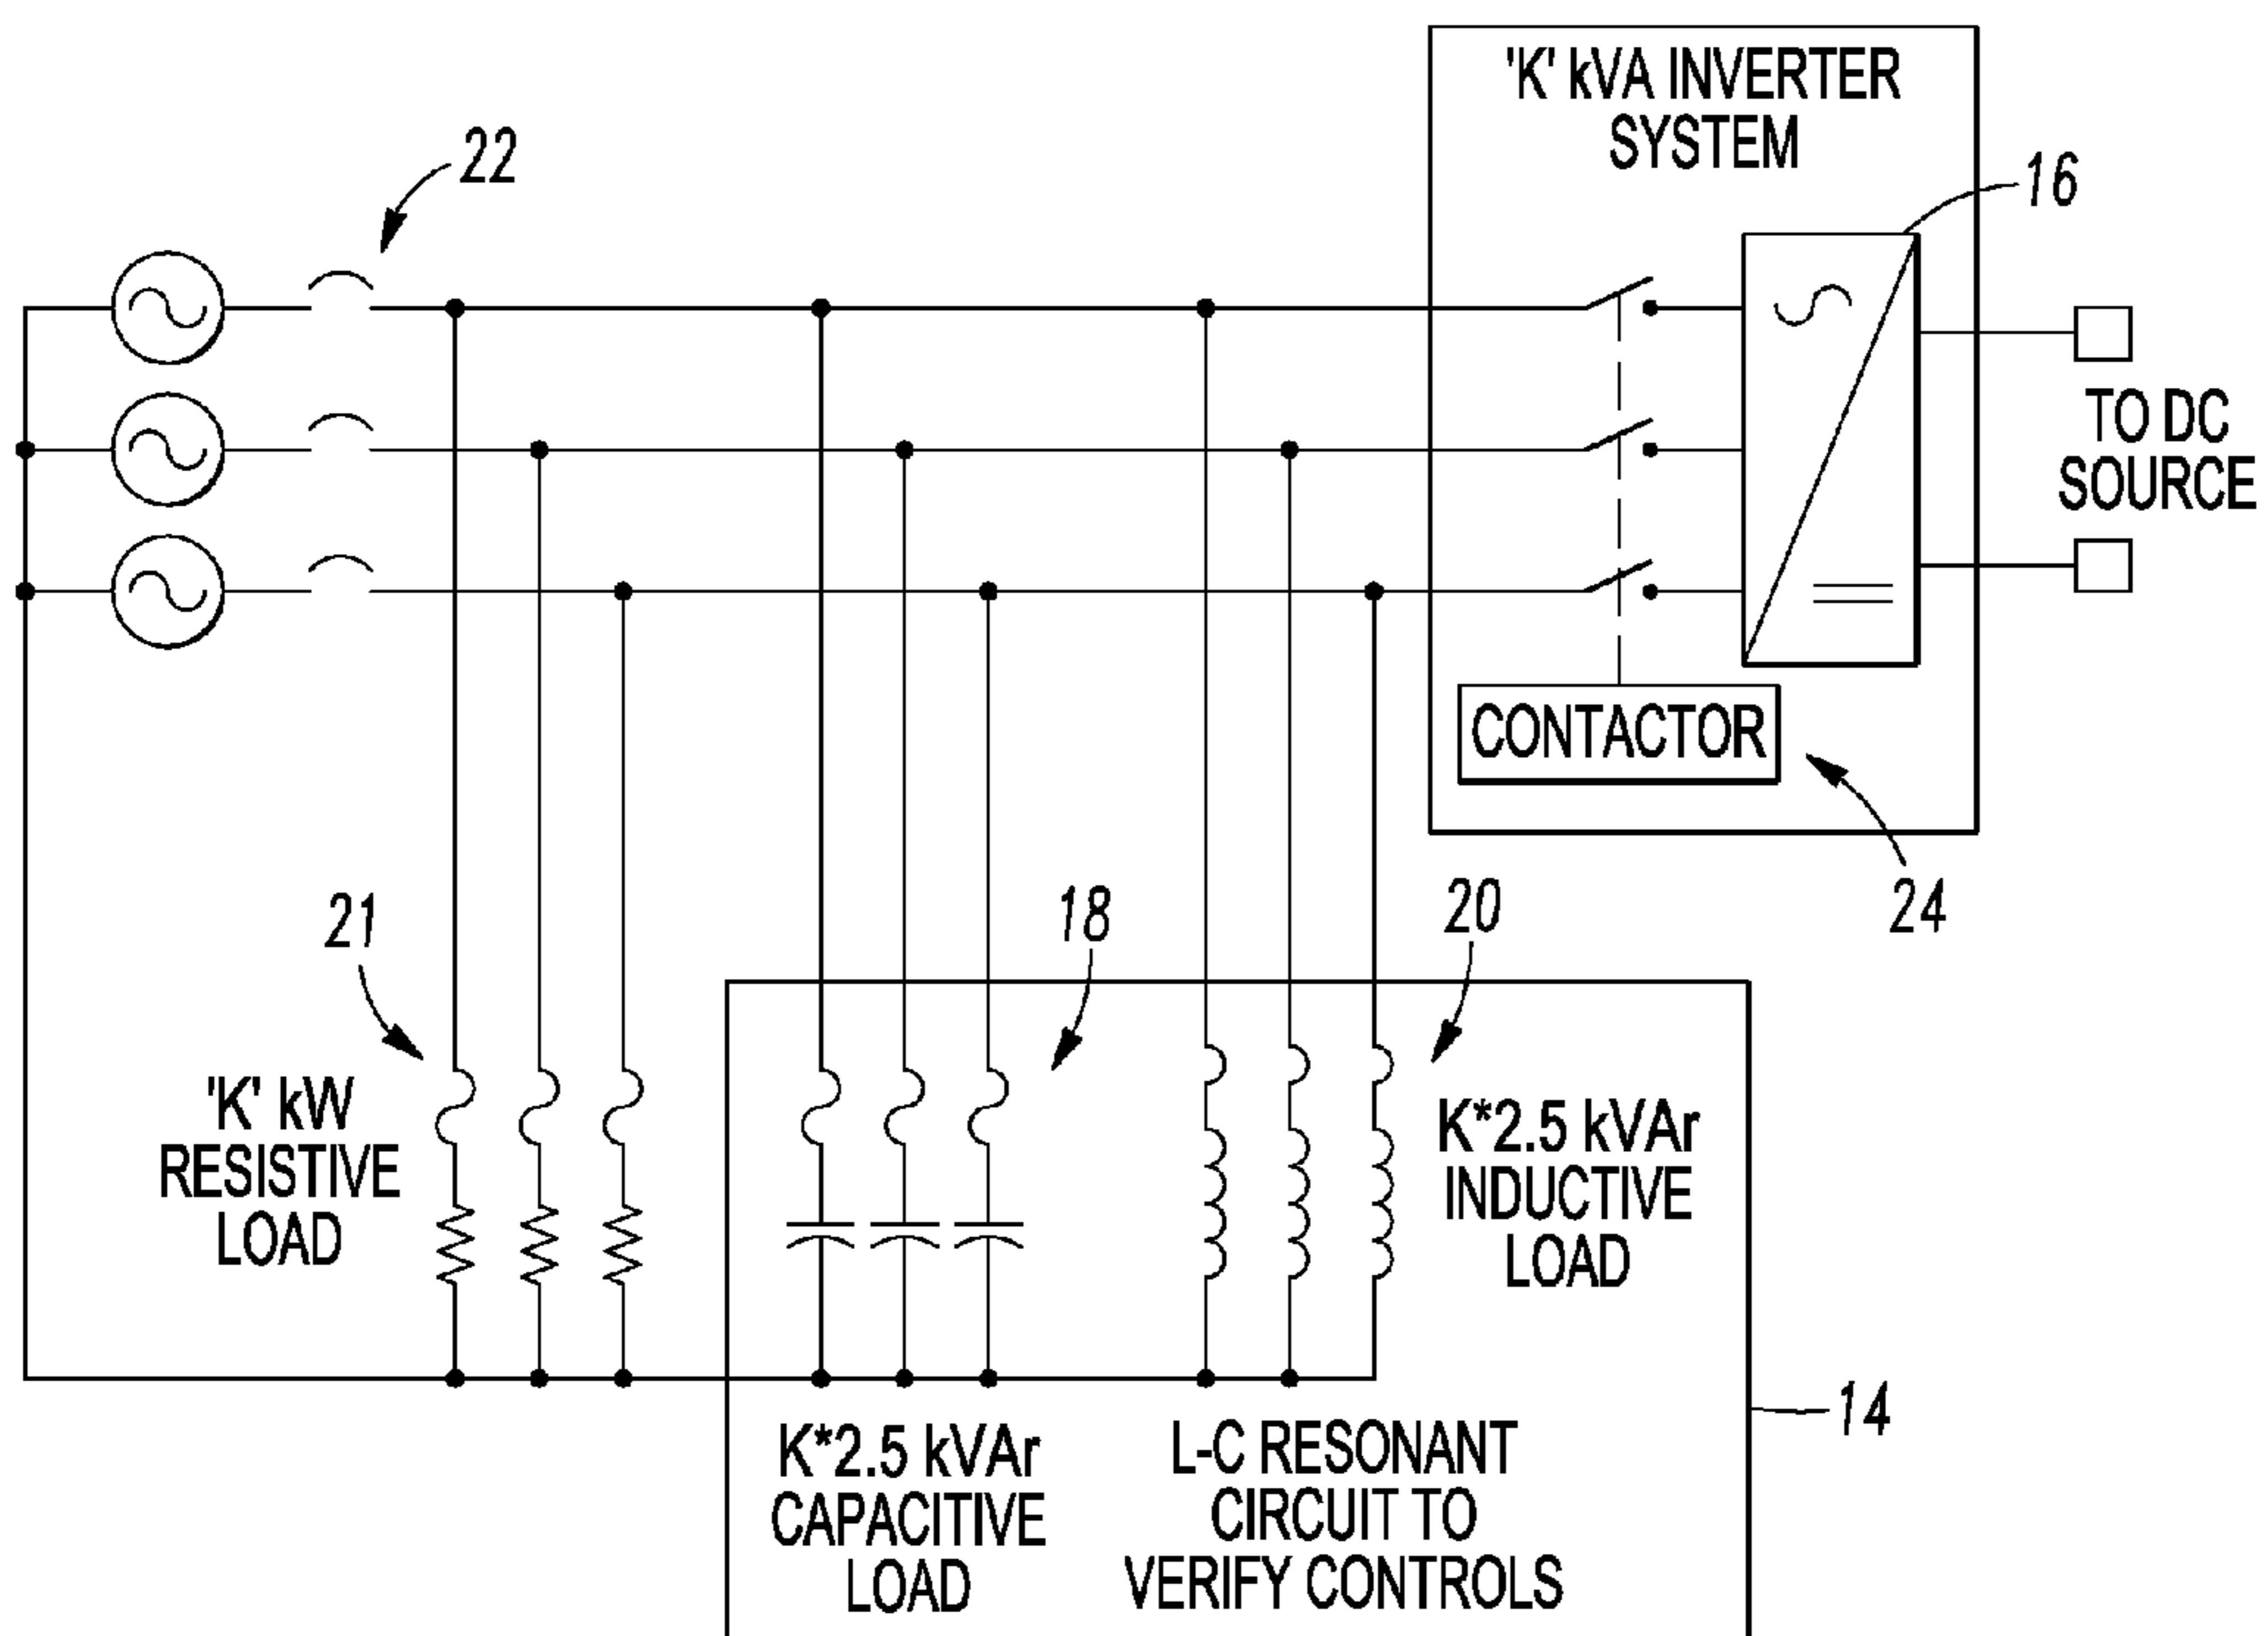 'K' kVA INVERTER
SYSTEM
22
16
TO DC
SOURCE
CONTACTOR
24
21
18
20
'K' kW
RESISTIVE
LOAD
K*2.5 kVAr
INDUCTIVE
LOAD
14
K*2.5 kVAr
CAPACITIVE
LOAD
L-C RESONANT
CIRCUIT TO
VERIFY CONTROLS